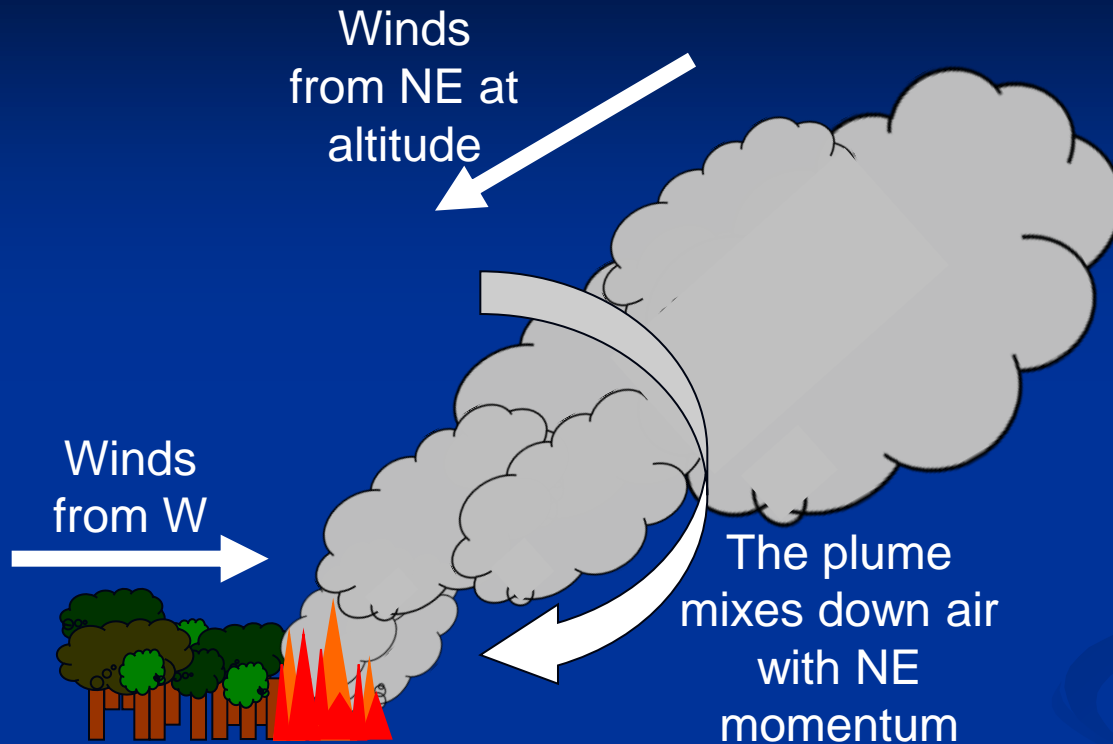 Winds
from NE at
altitude
Winds
from W
The plume
mixes down air
with NE
momentum